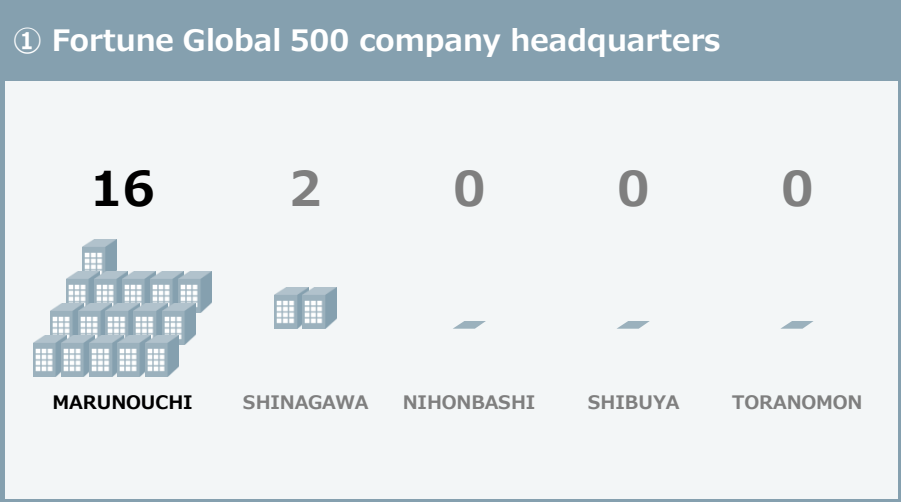 ① Fortune Global 500 company headquarters
16 2 0 0 0
MARUNOUCHI SHINAGAWA NIHONBASHI SHIBUYA TORANOMON